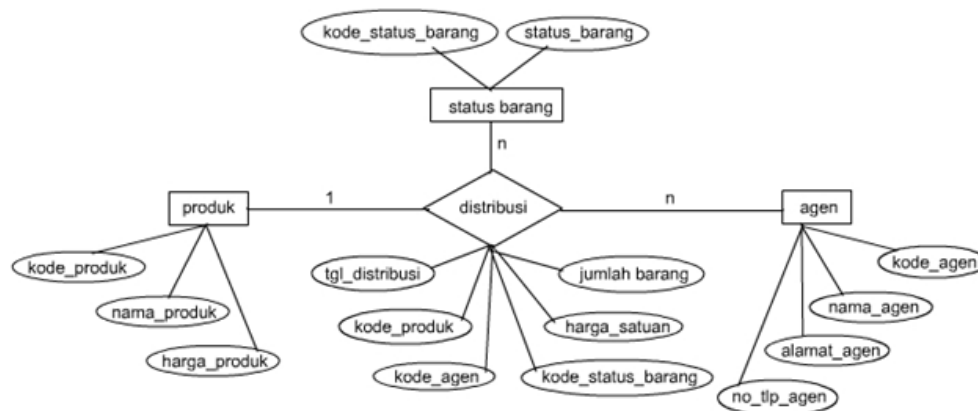 kode_status_barang
status_barang
status barang
n
produk
1
distribusi
n
agen
kode_produk
tgl_distribusi
jumlah barang
kode_agen
nama_produk
kode_produk
harga_satuan
nama_agen
harga_produk
kode_agen
kode_status_barang
alamat_agen
no_tlp_agen